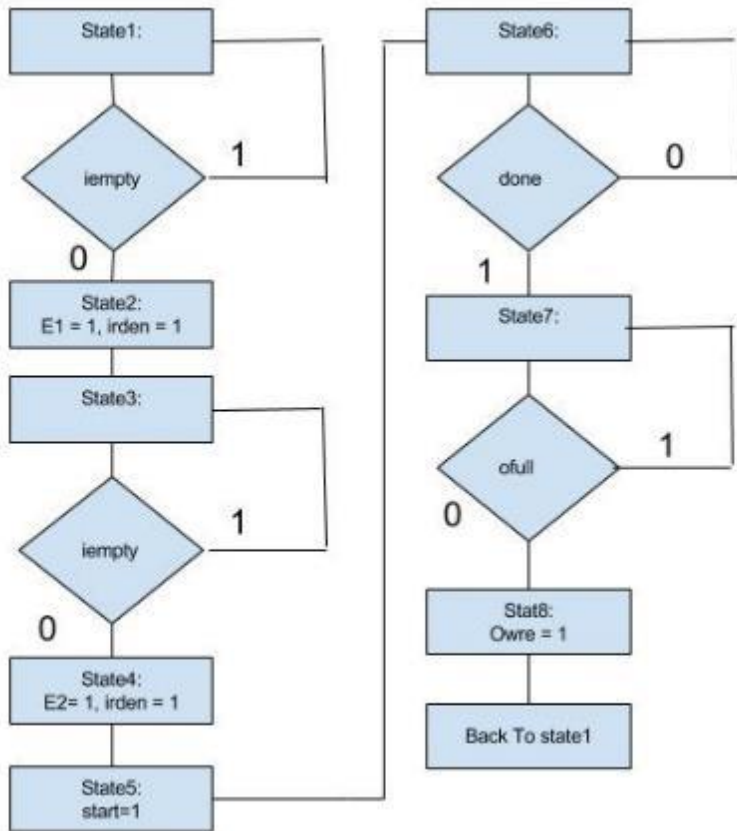 State1:
iempty
1
0
State2:
E1 = 1, irden = 1
State3:
iempty
1
0
State4:
E2= 1, irden = 1
State5:
start=1
State6:
done
0
1
State7:
ofull
1
0
Stat8:
Owre = 1
Back To state1